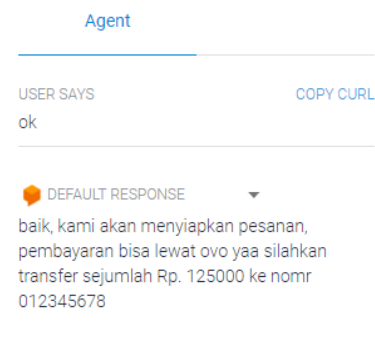 Agent
USER SAYS COPY CURL
ok
DEFAULT RESPONSE
baik, kami akan menyiapkan pesanan,
pembayaran bisa lewat ovo yaa silahkan
transfer sejumlah Rp. 125000 ke nomr
012345678